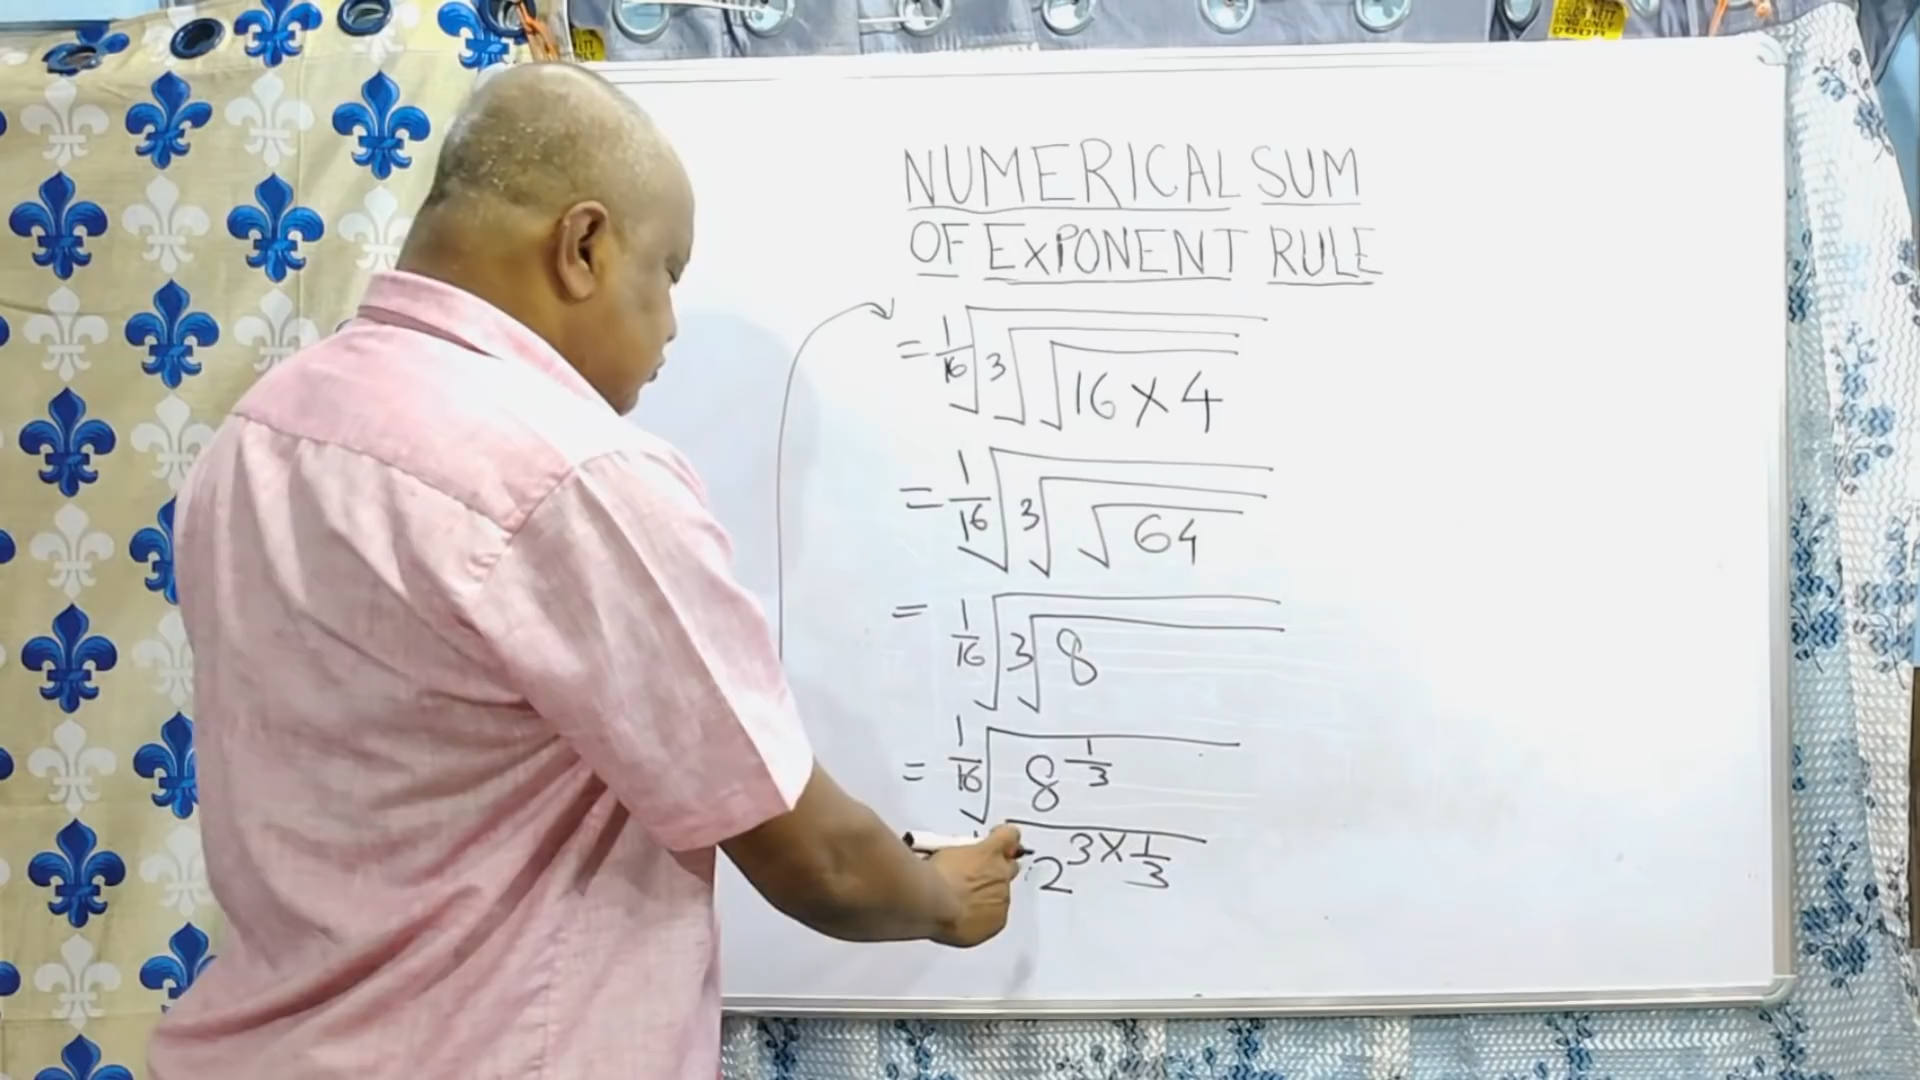 NUMERICAL SUM
OF EXPONENT RULE
= 1/16√ 3√ √16 × 4
= 1/16√ 3√ √64
= 1/16√ 3√8
= 1/16√8^1/3
2^3×1/3